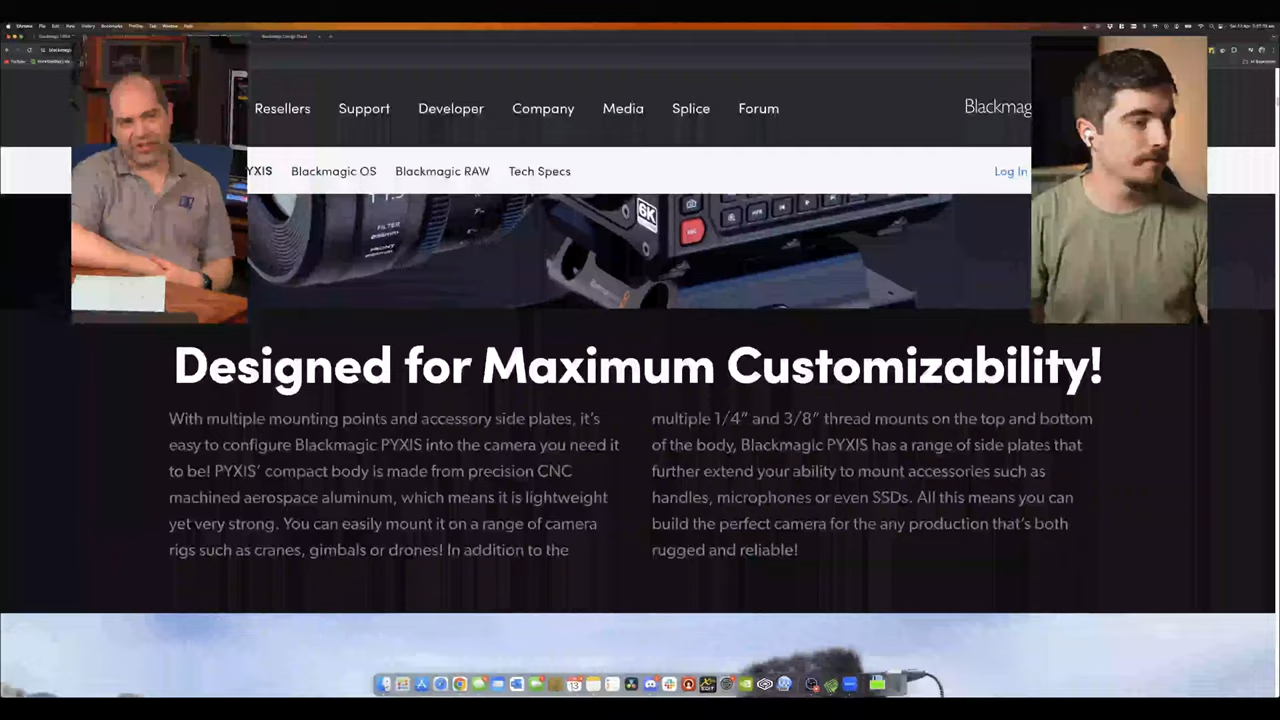 Resellers Support Developer Company Media Splice Forum
Blackmagic OS Blackmagic RAW Tech Specs Log In
FILTER
6K
REC
Designed for Maximum Customizability!
With multiple mounting points and accessory side plates, it's
easy to configure Blackmagic PYXIS into the camera you need it
to be! PYXIS' compact body is made from precision CNC
machined aerospace aluminum, which means it is lightweight
yet very strong. You can easily mount it on a range of camera
rigs such as cranes, gimbals or drones! In addition to the
multiple 1/4" and 3/8" thread mounts on the top and bottom
of the body, Blackmagic PYXIS has a range of side plates that
further extend your ability to mount accessories such as
handles, microphones or even SSDs. All this means you can
build the perfect camera for the any production that's both
rugged and reliable!